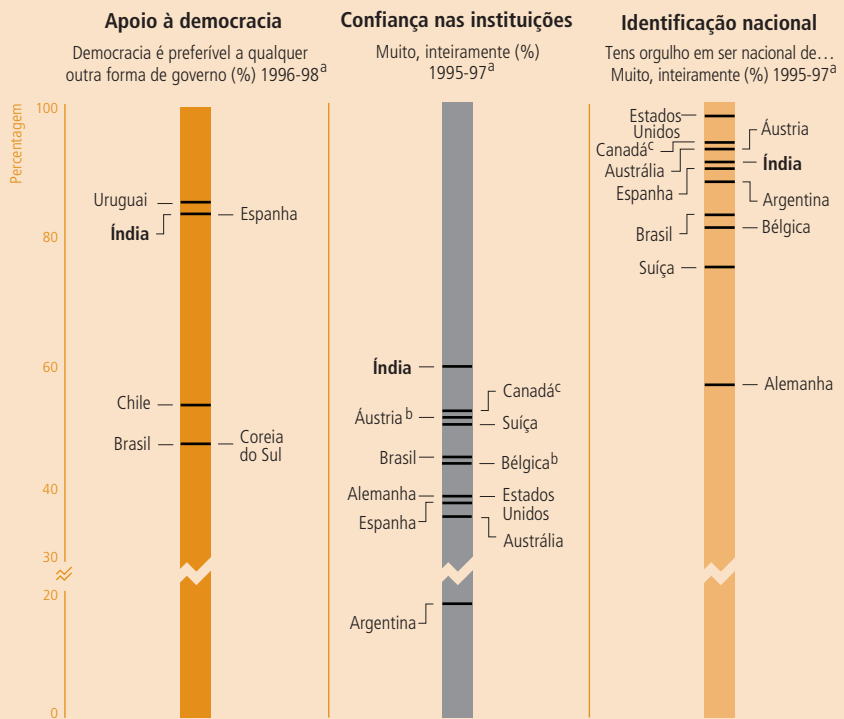 Apoio à democracia
Democracia é preferível a qualquer
outra forma de governo (%) 1996-98a
Percentagem
100
80
60
40
30
20
0
Uruguai
Índia
Espanha
Chile
Brasil
Coreia
do Sul
Confiança nas instituições
Muito, inteiramente (%)
1995-97a
Índia
Canadác
Áustria b
Suíça
Brasil
Bélgicab
Alemanha
Estados
Unidos
Espanha
Austrália
Argentina
Identificação nacional
Tens orgulho em ser nacional de…
Muito, inteiramente (%) 1995-97a
Estados
Unidos
Áustria
Canadác
Índia
Austrália
Espanha
Argentina
Brasil
Bélgica
Suíça
Alemanha